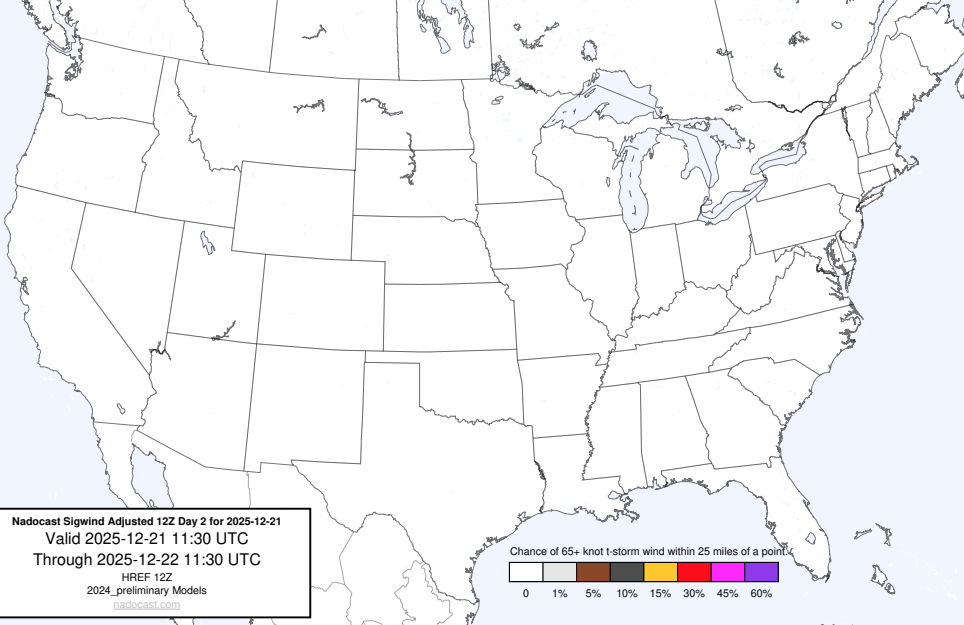 Nadocast Sigwind Adjusted 12Z Day 2 for 2025-12-21
Valid 2025-12-21 11:30 UTC
Through 2025-12-22 11:30 UTC
HREF 12Z
2024_preliminary Models
nadocast.com
Chance of 65+ knot t-storm wind within 25 miles of a point.
0 1% 5% 10% 15% 30% 45% 60%